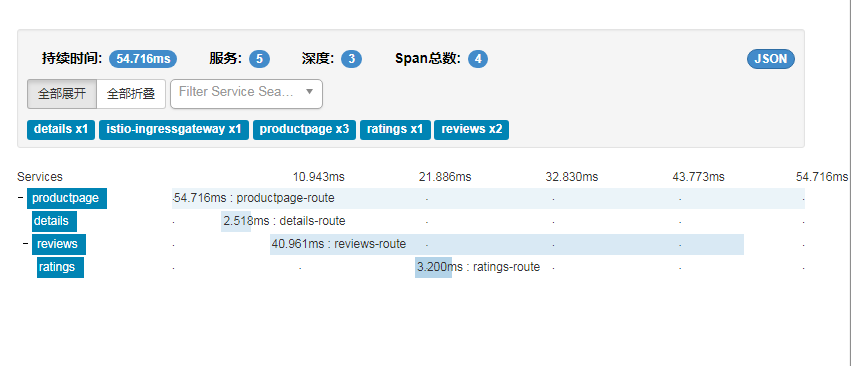 持续时间: 54.716ms 服务: 5 深度: 3 Span总数: 4 JSON
全部展开 全部折叠 Filter Service Sea...
details x1 istio-ingressgateway x1 productpage x3 ratings x1 reviews x2
Services 10.943ms 21.886ms 32.830ms 43.773ms 54.716ms
- productpage 54.716ms : productpage-route
details 2.518ms : details-route
- reviews 40.961ms : reviews-route
ratings 3.200ms : ratings-route